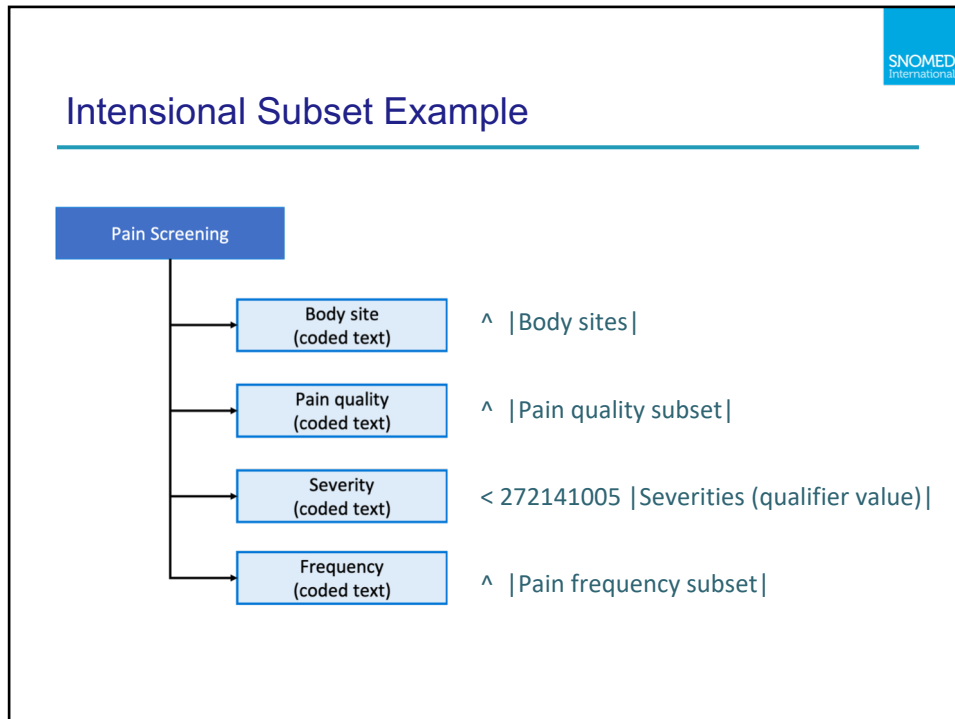 SNOMED
International
Intensional Subset Example
Pain Screening
Body site
(coded text)
^ |Body sites|
Pain quality
(coded text)
^ |Pain quality subset|
Severity
(coded text)
< 272141005 |Severities (qualifier value)|
Frequency
(coded text)
^ |Pain frequency subset|